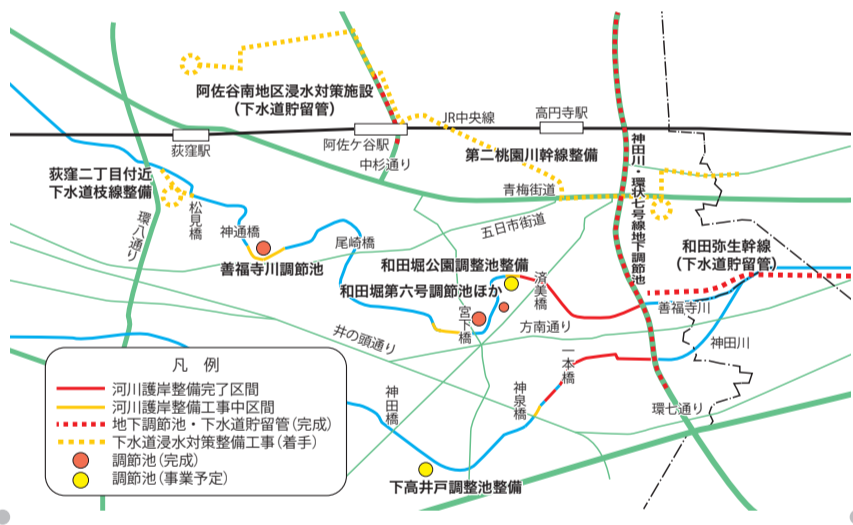 阿佐谷南地区浸水対策施設
(下水道貯留管)
JR中央線
高円寺駅
荻窪駅
阿佐ケ谷駅
中杉通り
第二桃園川幹線整備
神田川・環状七号線地下調節池
荻窪二丁目付近
下水道枝線整備
青梅街道
松見橋
環八通り
神通橋
尾崎橋
五日市街道
善福寺川調節池
和田弥生幹線
(下水道貯留管)
和田堀公園調整池整備
済美橋
和田堀第六号調節池ほか
宮下橋
善福寺川
方南通り
神田川
井の頭通り
一本橋
神田橋
神泉橋
環七通り
下高井戸調整池整備
凡 例
河川護岸整備完了区間
河川護岸整備工事中区間
地下調節池・下水道貯留管(完成)
下水道浸水対策整備工事(着手)
調節池(完成)
調節池(事業予定)